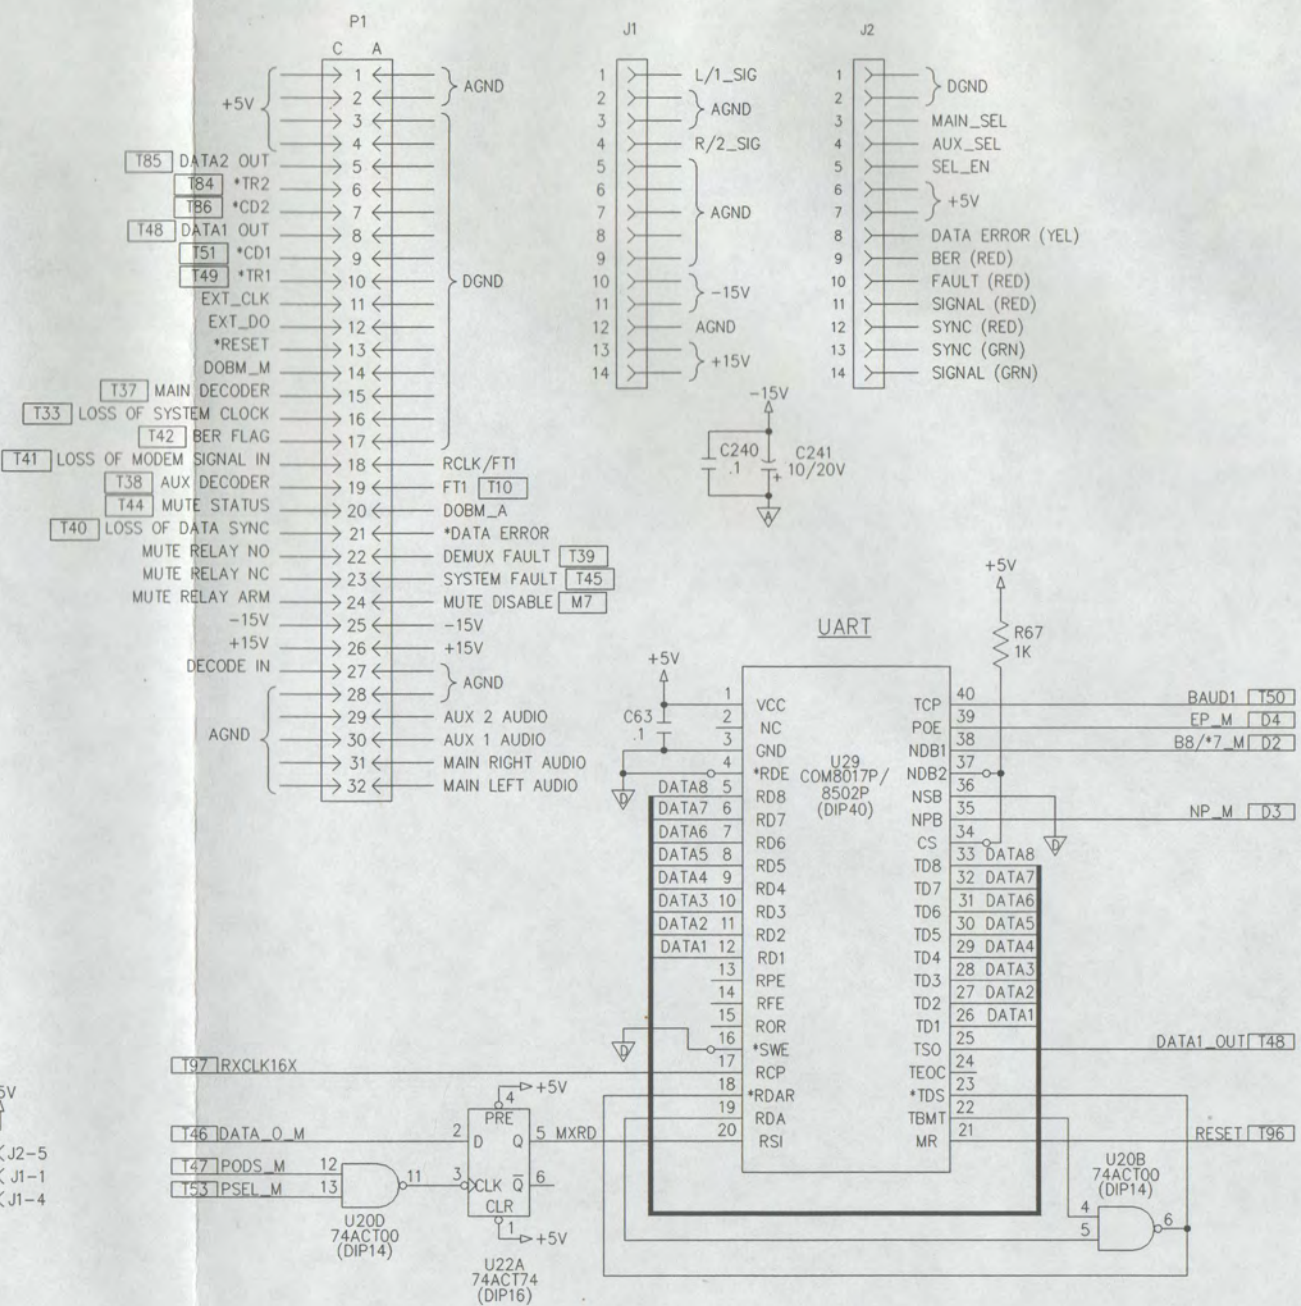 P1
C A
+5V
1
2
3
4
AGND
T85 DATA2 OUT 5
T84 *TR2 6
T86 *CD2 7
T48 DATA1 OUT 8
T51 *CD1 9
T49 *TR1 10 DGND
EXT_CLK 11
EXT_DO 12
*RESET 13
DOBM_M 14
T37 MAIN DECODER 15
T33 LOSS OF SYSTEM CLOCK 16
T42 BER FLAG 17
T41 LOSS OF MODEM SIGNAL IN 18 RCLK/FT1
T38 AUX DECODER 19 FT1 T10
T44 MUTE STATUS 20 DOBM_A
T40 LOSS OF DATA SYNC 21 *DATA ERROR
MUTE RELAY NO 22 DEMUX FAULT T39
MUTE RELAY NC 23 SYSTEM FAULT T45
MUTE RELAY ARM 24 MUTE DISABLE M7
-15V 25 -15V
+15V 26 +15V
DECODE IN 27
28 AGND
AGND
29 AUX 2 AUDIO
30 AUX 1 AUDIO
31 MAIN RIGHT AUDIO
32 MAIN LEFT AUDIO
J1
1 L/1_SIG
2
3 AGND
4 R/2_SIG
5
6
7 AGND
8
9
10
11 -15V
12 AGND
13
14 +15V
J2
1
2 DGND
3 MAIN_SEL
4 AUX_SEL
5 SEL_EN
6
7 +5V
8 DATA ERROR (YEL)
9 BER (RED)
10 FAULT (RED)
11 SIGNAL (RED)
12 SYNC (RED)
13 SYNC (GRN)
14 SIGNAL (GRN)
-15V
C240
.1
C241
10/20V
+
A
UART
+5V
R67
1K
+5V
C63
.1
D
U29
COM8017P/
8502P
(DIP40)
1 VCC
2 NC
3 GND
4 *RDE
DATA8 5 RD8
DATA7 6 RD7
DATA6 7 RD6
DATA5 8 RD5
DATA4 9 RD4
DATA3 10 RD3
DATA2 11 RD2
DATA1 12 RD1
13 RPE
14 RFE
15 ROR
16 *SWE
17 RCP
18 *RDAR
19 RDA
20 RSI
TCP 40 BAUD1 T50
POE 39 EP_M D4
NDB1 38 B8/*7_M D2
NDB2 37
NSB 36
NPB 35 NP_M D3
CS 34
D
TD8 33 DATA8
TD7 32 DATA7
TD6 31 DATA6
TD5 30 DATA5
TD4 29 DATA4
TD3 28 DATA3
TD2 27 DATA2
TD1 26 DATA1
TSO 25 DATA1_OUT T48
TEOC 24
*TDS 23
TBMT 22
MR 21 RESET T96
D
T97 RXCLK16X
T46 DATA_O_M
T47 PODS_M 12
T53 PSEL_M 13
11
U20D
74ACT00
(DIP14)
4 +5V
PRE
2 D Q 5 MXRD
3 CLK Q 6
CLR
1 +5V
U22A
74ACT74
(DIP16)
U20B
74ACT00
(DIP14)
4
5
6
5V
J2-5
J1-1
J1-4